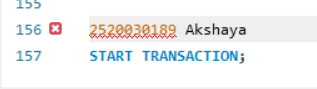 155
156 2520030189 Akshaya
157 START TRANSACTION;